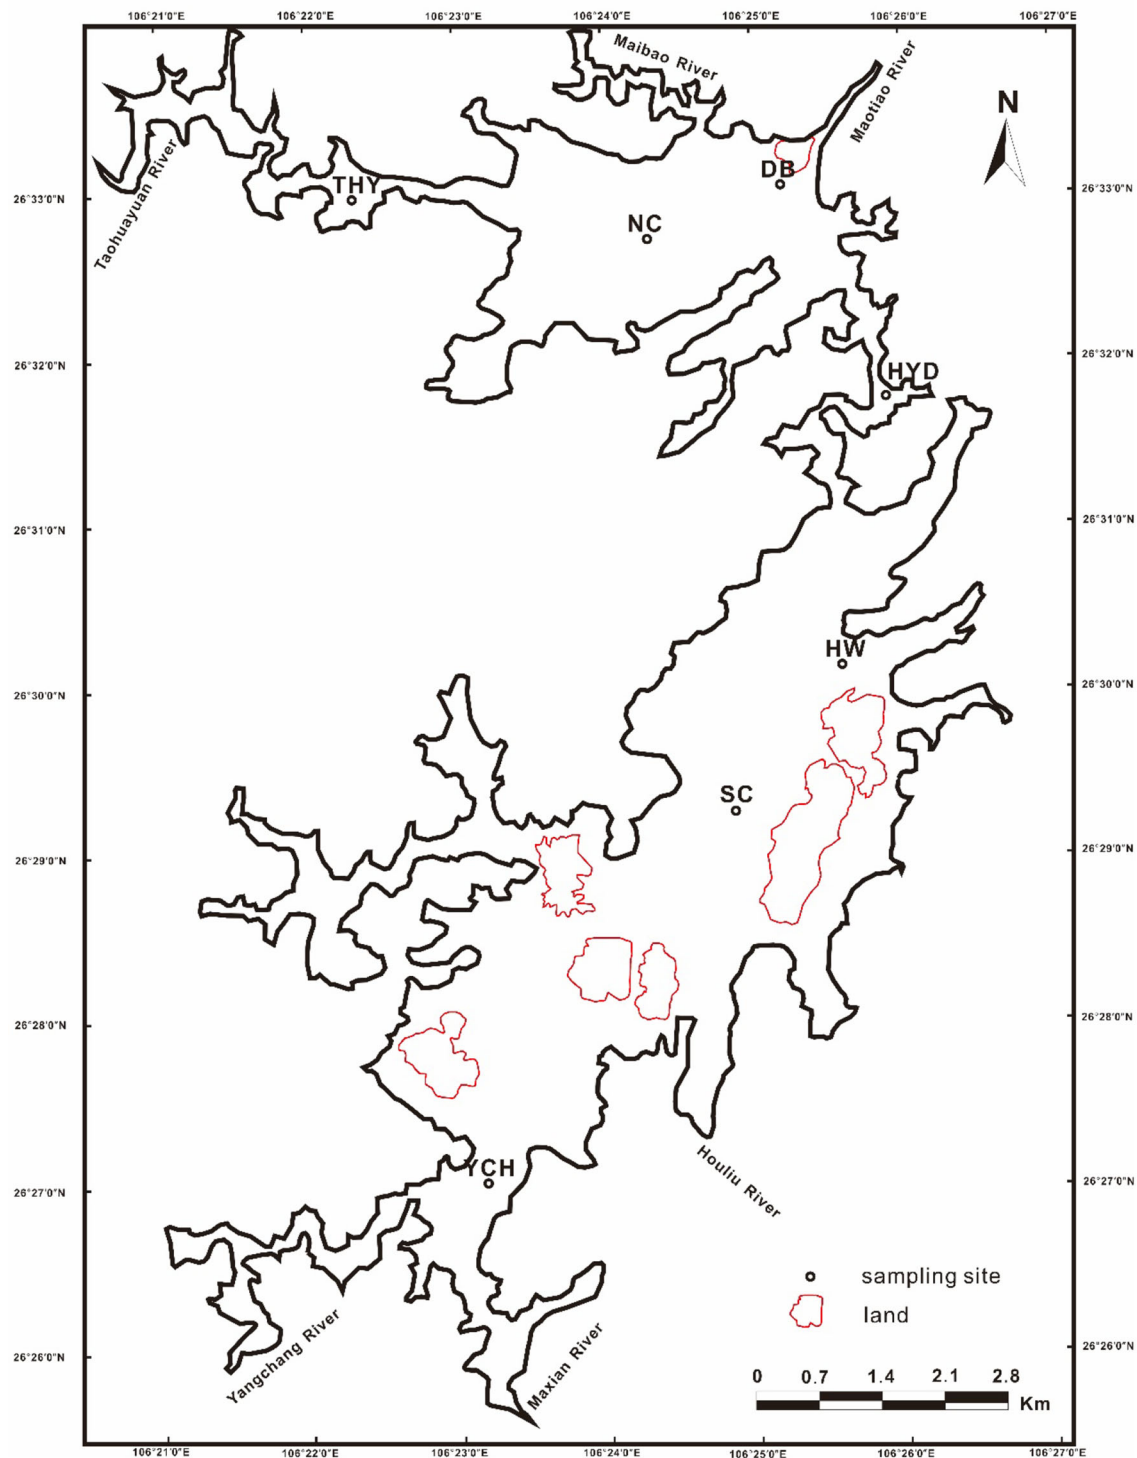 106°21'0"E 106°22'0"E 106°23'0"E 106°24'0"E 106°25'0"E 106°26'0"E 106°27'0"E
Maibao River
Maotiao River
N
Taohuayuan River
THY
DB
26°33'0"N
26°33'0"N
NC
26°32'0"N
26°32'0"N
HYD
26°31'0"N
26°31'0"N
HW
26°30'0"N
26°30'0"N
SC
26°29'0"N
26°29'0"N
26°28'0"N
26°28'0"N
Houliu River
YCH
26°27'0"N
26°27'0"N
sampling site
land
Yangchang River
Maxian River
26°26'0"N
26°26'0"N
0 0.7 1.4 2.1 2.8
Km
106°21'0"E 106°22'0"E 106°23'0"E 106°24'0"E 106°25'0"E 106°26'0"E 106°27'0"E